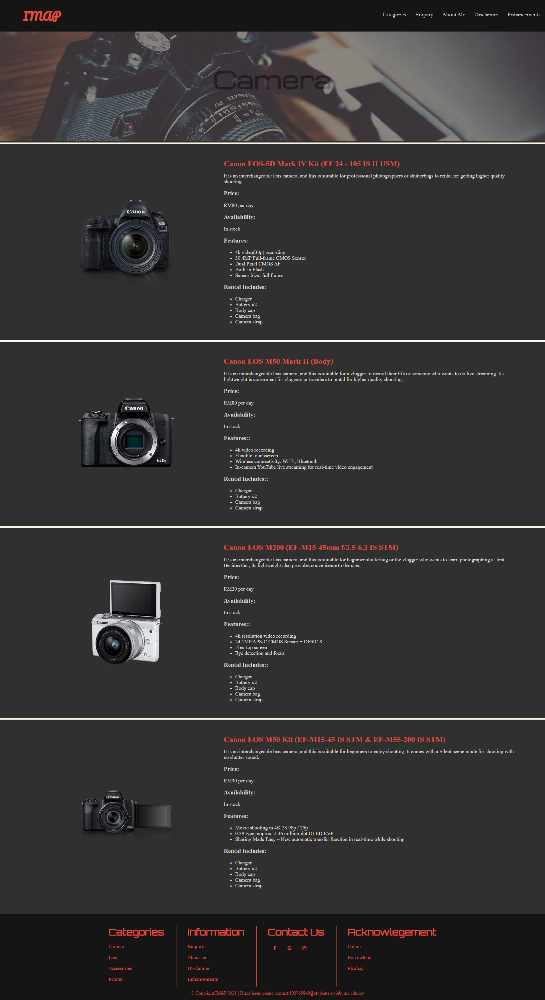 IMAP
Categories Enquiry About Me Disclaimer Enhancements
Camera
Canon EOS-5D Mark IV Kit (EF 24 - 105 IS II USM)
It is an interchangeable lens camera, and this is suitable for professional photographers or shutterbugs to rental for getting higher quality
shooting.
Price:
RM80 per day
Availability:
In stock
Features:
• 4k video(30p) recording
• 30.4MP Full-frame CMOS Sensor
• Dual Pixel CMOS AF
• Built-in Flash
• Sensor Size: full frame
Rental Includes:
• Charger
• Battery x2
• Body cap
• Camera bag
• Camera strap
Canon
EOS
5D
Mark IV
Canon EOS M50 Mark II (Body)
It is an interchangeable lens camera, and this is suitable for a vlogger to record their life or someone who wants to do live streaming. Its
lightweight is convenient for vloggers or travelers to rental for higher quality shooting.
Price:
RM80 per day
Availability:
In stock
Features::
• 4k video recording
• Flexible touchscreen
• Wireless connectivity: Wi-Fi, Bluetooth
• In-camera YouTube live streaming for real-time video engagement
Rental Includes::
• Charger
• Battery x2
• Camera bag
• Camera strap
Canon
EOS
Canon EOS M200 (EF-M15-45mm f/3.5-6.3 IS STM)
It is an interchangeable lens camera, and this is suitable for beginner shutterbug or the vlogger who wants to learn photographing at first.
Besides that, its lightweight also provides convenience to the user.
Price:
RM20 per day
Availability:
In stock
Features::
• 4k resolution video recording
• 24.1MP APS-C CMOS Sensor + DIGIC 8
• Flex-top screen
• Eye detection and focus
Rental Includes::
• Charger
• Battery x2
• Body cap
• Camera bag
• Camera strap
Canon
EOS
Canon EOS M50 Kit (EF-M15-45 IS STM & EF-M55-200 IS STM)
It is an interchangeable lens camera, and this is suitable for beginners to enjoy shooting. It comes with a Silent scene mode for shooting with
no shutter sound.
Price:
RM30 per day
Availability:
In stock
Features:
• Movie shooting in 4K 23.98p / 25p
• 0.39 type, approx. 2.36 million-dot OLED EVF
• Sharing Made Easy – New automatic transfer function in real-time while shooting
Rental Includes:
• Charger
• Battery x2
• Body cap
• Camera bag
• Camera strap
Canon
EOS
Categories
Camera
Lens
Accessories
Printer
Information
Enquiry
About me
Disclaimer
Enhancements
Contact Us
Acknowlegement
Canon
Borrowlens
Pixabay
© Copyright IMAP 2021 | If any issue please contact:102765848@students.swinburne.edu.my